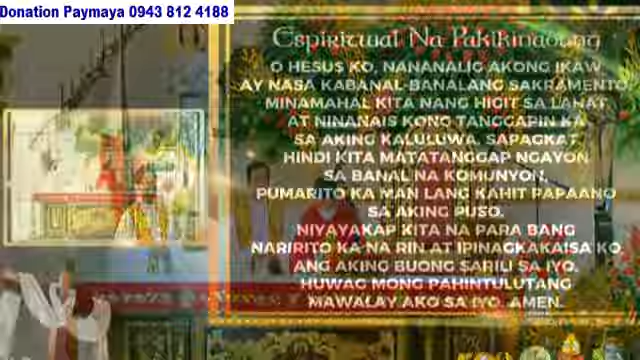 Donation Paymaya 0943 812 4188
Espiritwal Na Pakikinabang
O HESUS KO, NANANALIG AKONG IKAW
AY NASA KABANAL-BANALANG SAKRAMENTO
MINAMAHAL KITA NANG HIGIT SA LAHAT
AT NINANAIS KONG TANGGAPIN KA
SA AKING KALULUWA. SAPAGKAT
HINDI KITA MATATANGGAP NGAYON
SA BANAL NA KOMUNYON,
PUMARITO KA MAN LANG KAHIT PAPAANO
SA AKING PUSO.
NIYAYAKAP KITA NA PARA BANG
NARIRITO KA NA RIN AT IPINAGKAKAISA KO
ANG AKING BUONG SARILI SA IYO.
HUWAG MONG PAHINTULUTANG
MAWALAY AKO SA IYO. AMEN.